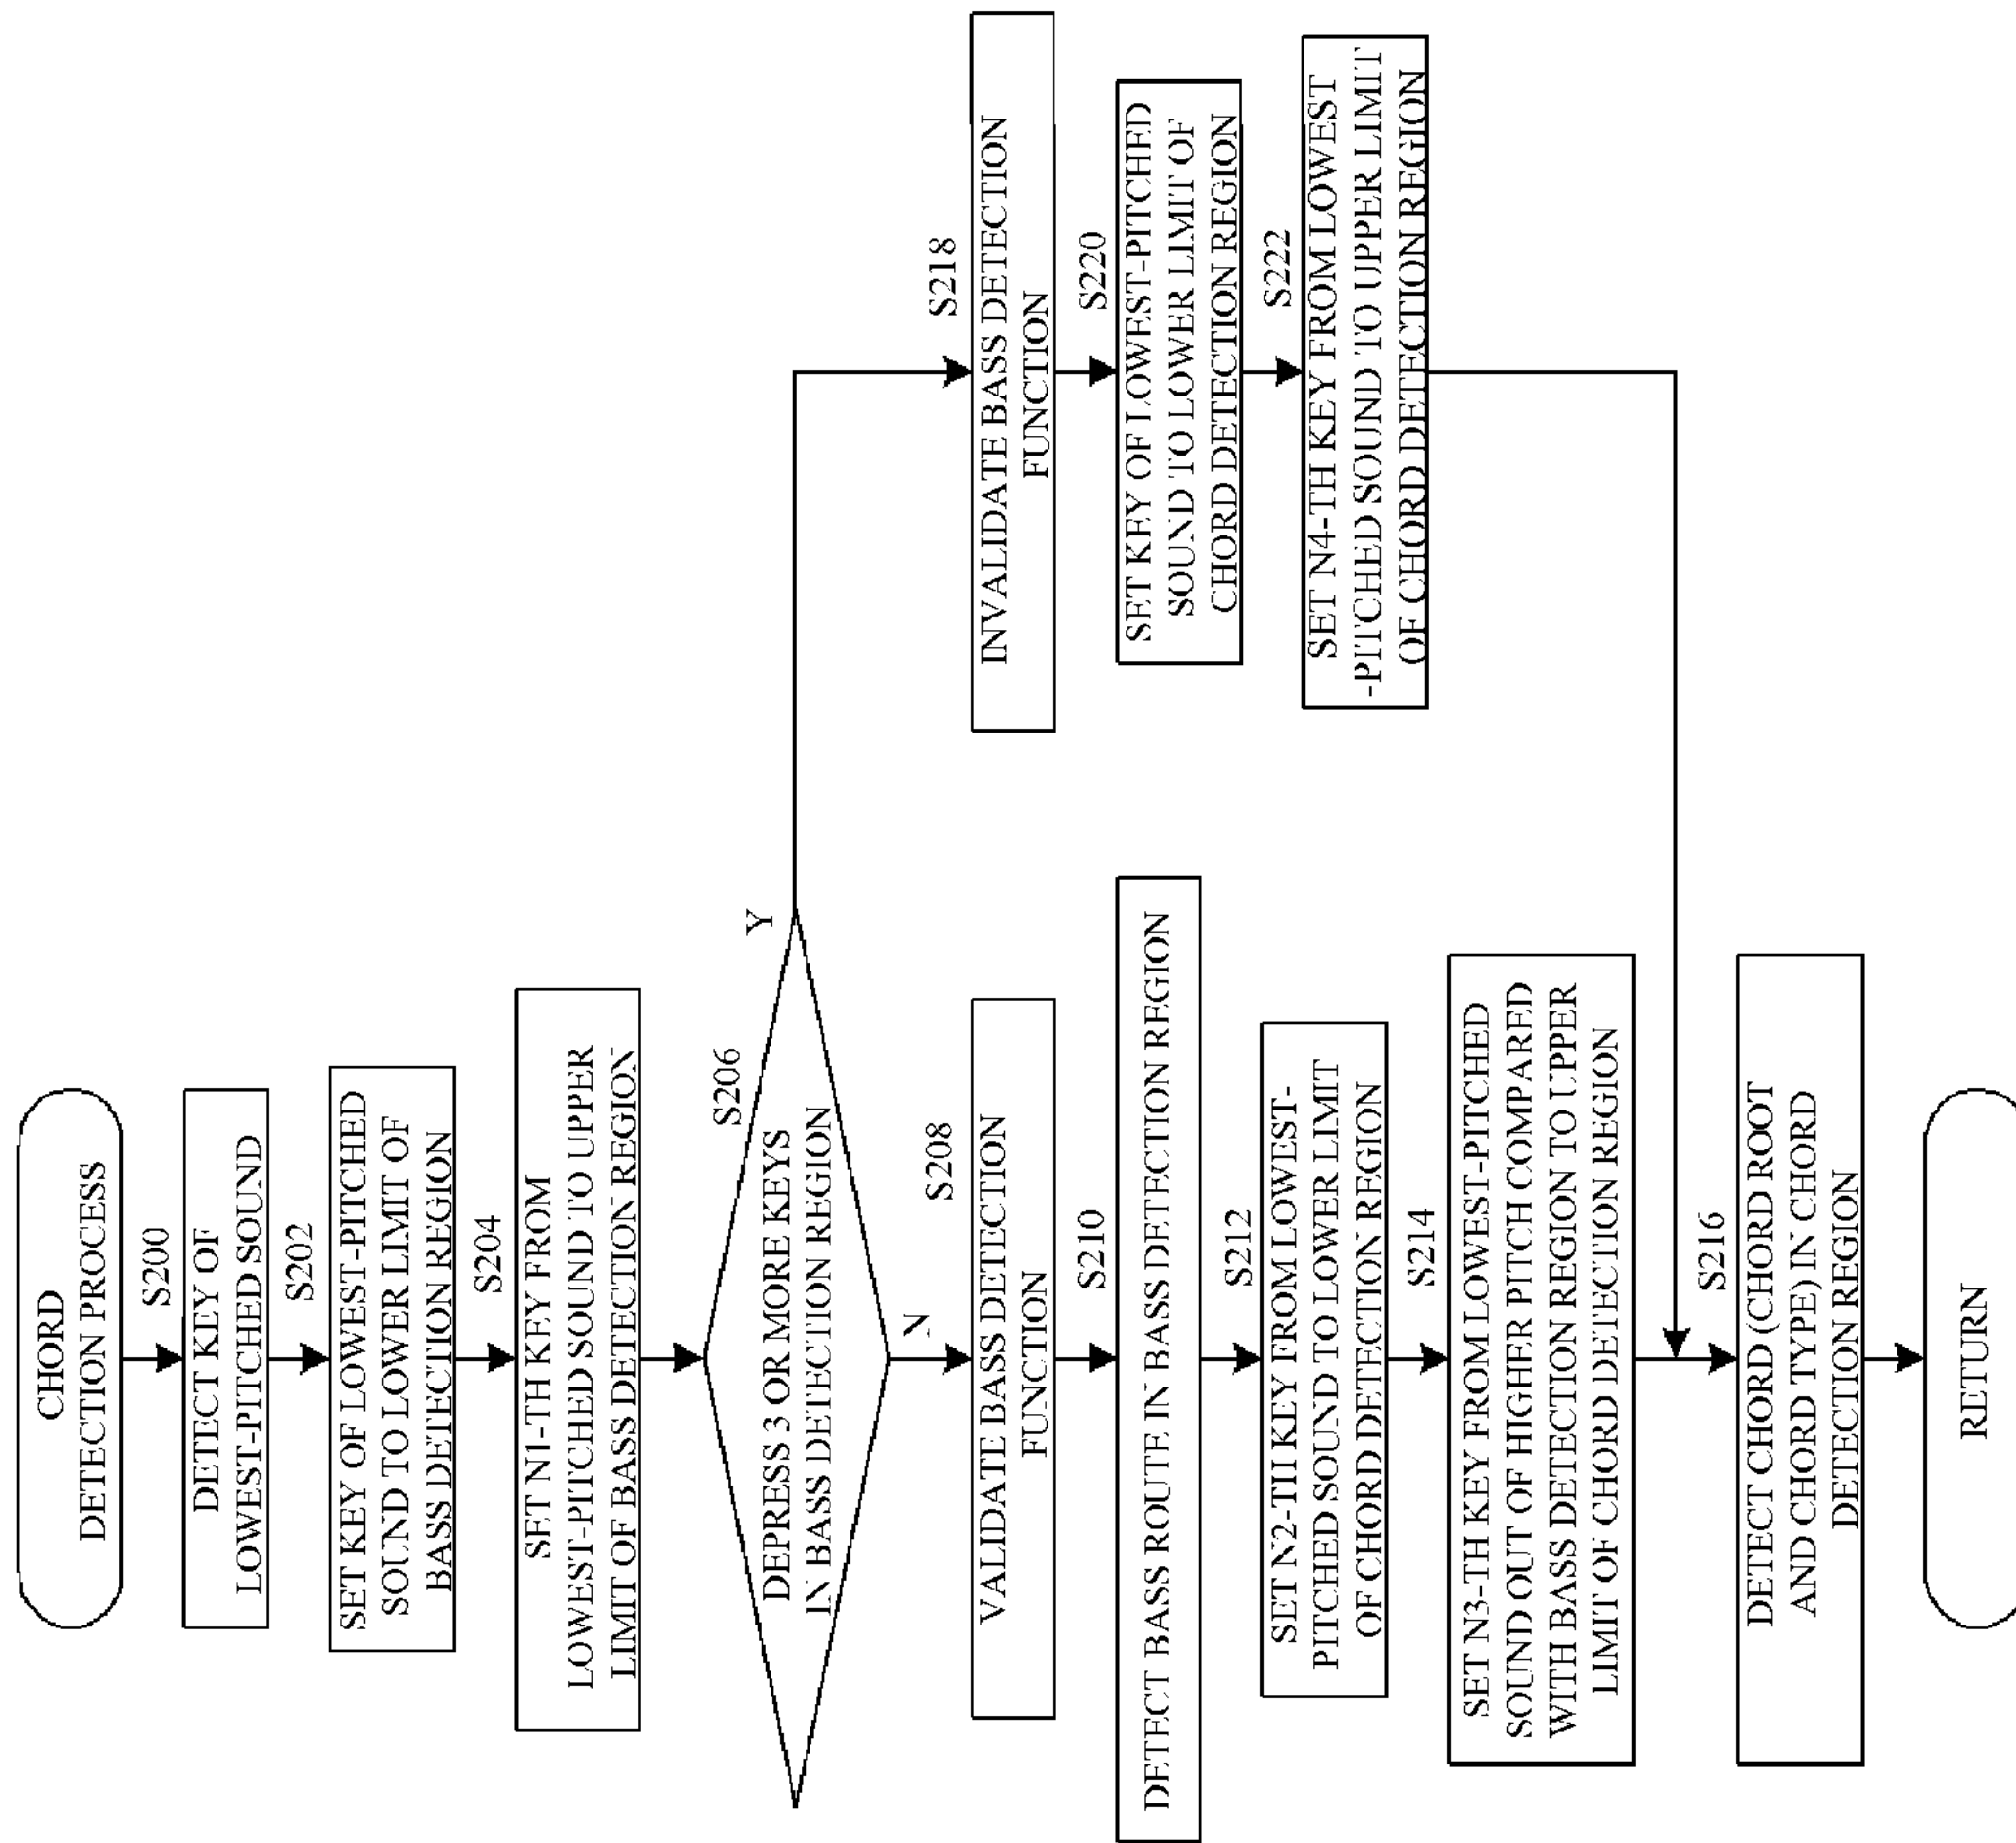 CHORD
DETECTION PROCESS
S200
DETECT KEY OF
LOWEST-PITCHED SOUND
S202
SET KEY OF LOWEST-PITCHED
SOUND TO LOWER LIMIT OF
BASS DETECTION REGION
S204
SET N1-TH KEY FROM
LOWEST-PITCHED SOUND TO UPPER
LIMIT OF BASS DETECTION REGION
S206
DEPRESS 3 OR MORE KEYS
IN BASS DETECTION REGION
Y
N
S208
VALIDATE BASS DETECTION
FUNCTION
S210
DETECT BASS ROUTE IN BASS DETECTION REGION
S212
SET N2-TH KEY FROM LOWEST-
PITCHED SOUND TO LOWER LIMIT
OF CHORD DETECTION REGION
S214
SET N3-TH KEY FROM LOWEST-PITCHED
SOUND OUT OF HIGHER PITCH COMPARED
WITH BASS DETECTION REGION TO UPPER
LIMIT OF CHORD DETECTION REGION
S218
INVALIDATE BASS DETECTION
FUNCTION
S220
SET KEY OF LOWEST-PITCHED
SOUND TO LOWER LIMIT OF
CHORD DETECTION REGION
S222
SET N4-TH KEY FROM LOWEST
-PITCHED SOUND TO UPPER LIMIT
OF CHORD DETECTION REGION
S216
DETECT CHORD (CHORD ROOT
AND CHORD TYPE) IN CHORD
DETECTION REGION
RETURN